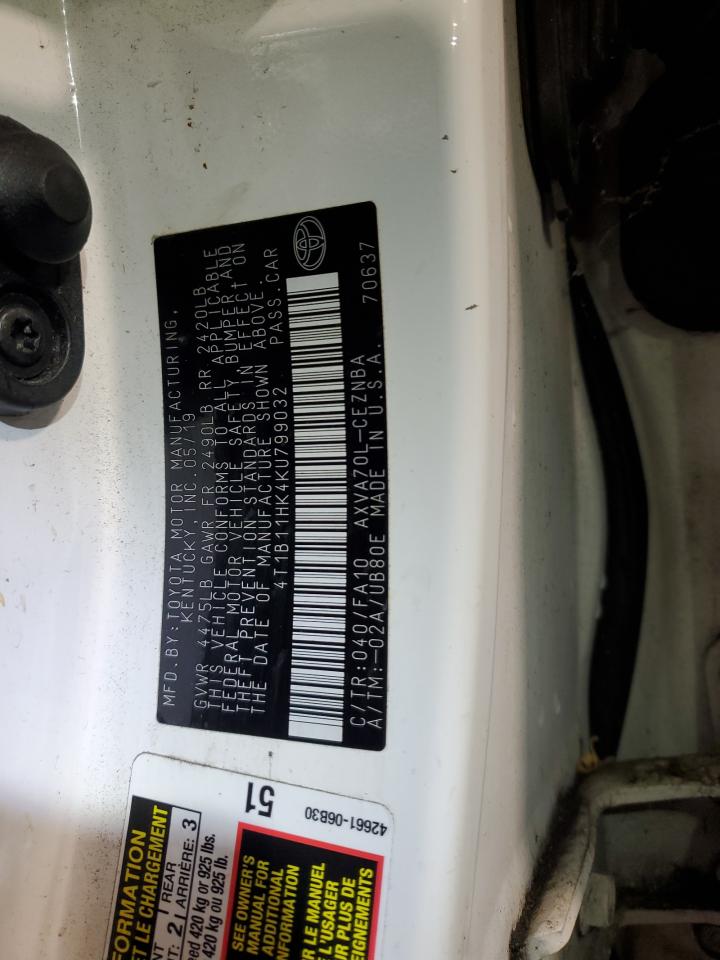 MFD. BY: TOYOTA MOTOR MANUFACTURING,
KENTUCKY, INC. 05/19
GVWR 4475LB GAWR FR 2490LB RR 2420LB
THIS VEHICLE CONFORMS TO ALL APPLICABLE
FEDERAL MOTOR VEHICLE SAFETY, BUMPER, AND
THEFT PREVENTION STANDARDS IN EFFECT ON
THE DATE OF MANUFACTURE SHOWN ABOVE.
4T1B11HK4KU799032 PASS. CAR
C/TR: 040/FA10 AXVA70L-CEZNBA 70637
A/TM: -02A/UB80E MADE IN U.S.A.
51
42661-06B30
ET LE CHARGEMENT
REAR
2 ARRIÈRE: 3
420 kg or 925 lbs.
420 kg ou 925 lb.
SEE OWNER'S
MANUAL FOR
ADDITIONAL
INFORMATION
LE MANUEL
L'USAGER
PLUS DE